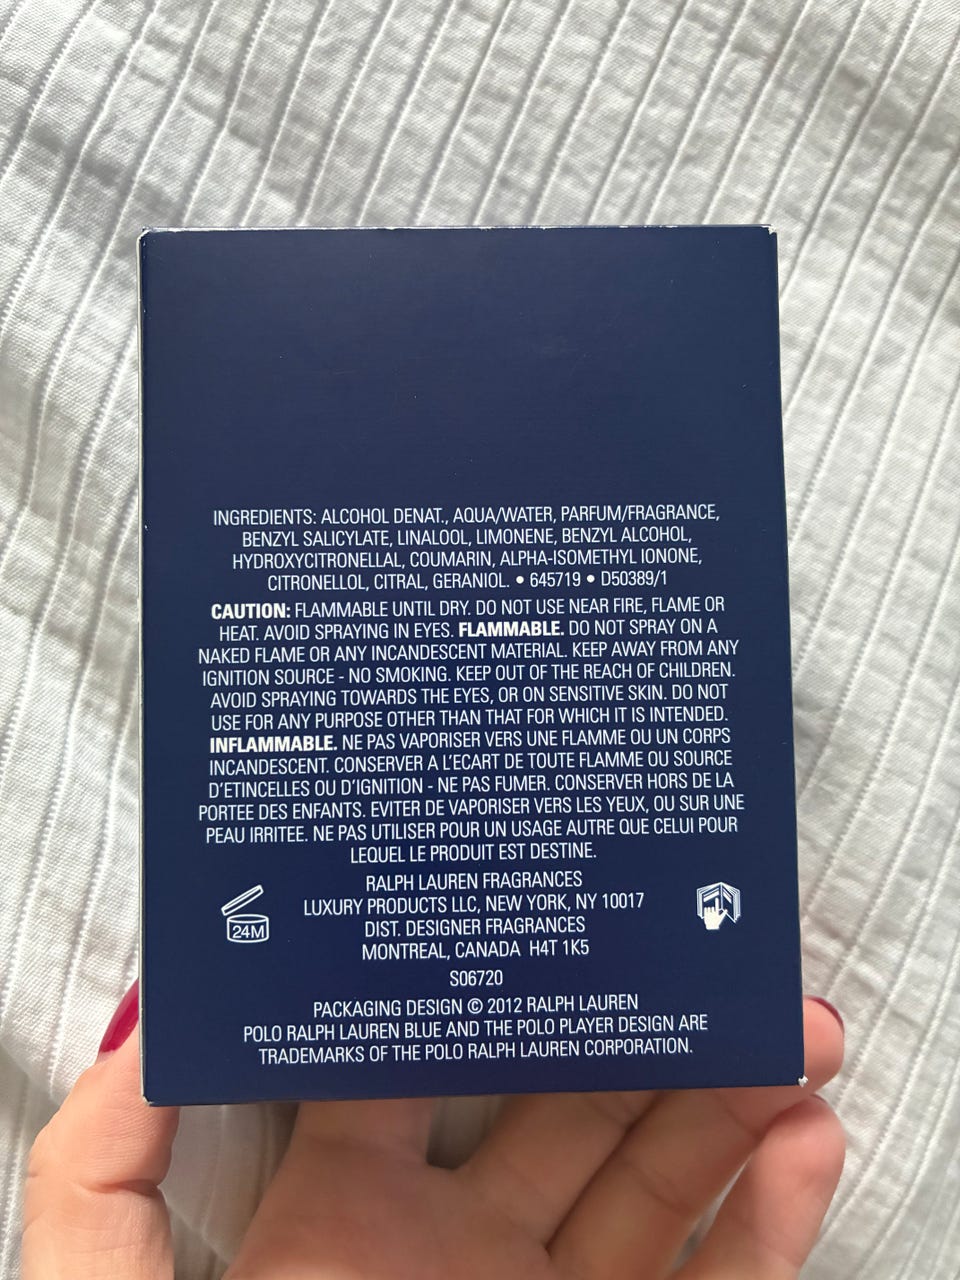 INGREDIENTS: ALCOHOL DENAT., AQUA/WATER, PARFUM/FRAGRANCE,
BENZYL SALICYLATE, LINALOOL, LIMONENE, BENZYL ALCOHOL,
HYDROXYCITRONELLAL, COUMARIN, ALPHA-ISOMETHYL IONONE,
CITRONELLOL, CITRAL, GERANIOL. • 645719 • D50389/1
CAUTION: FLAMMABLE UNTIL DRY. DO NOT USE NEAR FIRE, FLAME OR
HEAT. AVOID SPRAYING IN EYES. FLAMMABLE. DO NOT SPRAY ON A
NAKED FLAME OR ANY INCANDESCENT MATERIAL. KEEP AWAY FROM ANY
IGNITION SOURCE - NO SMOKING. KEEP OUT OF THE REACH OF CHILDREN.
AVOID SPRAYING TOWARDS THE EYES, OR ON SENSITIVE SKIN. DO NOT
USE FOR ANY PURPOSE OTHER THAN THAT FOR WHICH IT IS INTENDED.
INFLAMMABLE. NE PAS VAPORISER VERS UNE FLAMME OU UN CORPS
INCANDESCENT. CONSERVER A L'ECART DE TOUTE FLAMME OU SOURCE
D'ETINCELLES OU D'IGNITION - NE PAS FUMER. CONSERVER HORS DE LA
PORTEE DES ENFANTS. EVITER DE VAPORISER VERS LES YEUX, OU SUR UNE
PEAU IRRITEE. NE PAS UTILISER POUR UN USAGE AUTRE QUE CELUI POUR
LEQUEL LE PRODUIT EST DESTINE.
RALPH LAUREN FRAGRANCES
LUXURY PRODUCTS LLC, NEW YORK, NY 10017
DIST. DESIGNER FRAGRANCES
MONTREAL, CANADA H4T 1K5
24M
S06720
PACKAGING DESIGN © 2012 RALPH LAUREN
POLO RALPH LAUREN BLUE AND THE POLO PLAYER DESIGN ARE
TRADEMARKS OF THE POLO RALPH LAUREN CORPORATION.